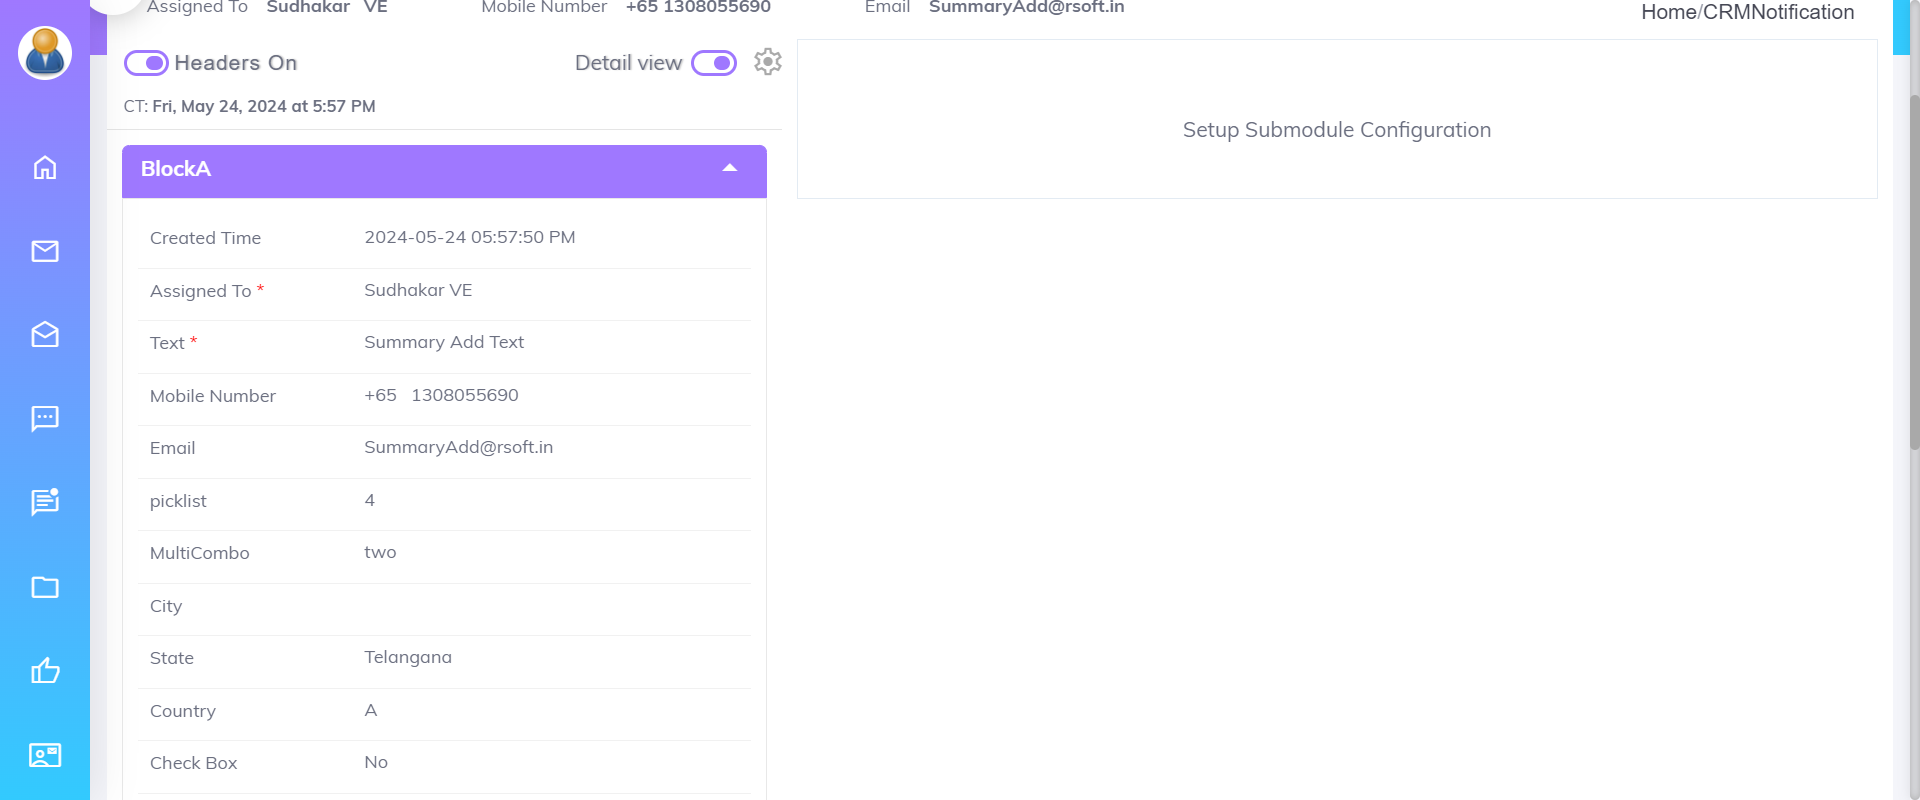 Assigned To Sudhakar VE Mobile Number +65 1308055690 Email SummaryAdd@rsoft.in
Home/CRMNotification
Headers On Detail view
CT: Fri, May 24, 2024 at 5:57 PM
Setup Submodule Configuration
BlockA
Created Time 2024-05-24 05:57:50 PM
Assigned To * Sudhakar VE
Text * Summary Add Text
Mobile Number +65 1308055690
Email SummaryAdd@rsoft.in
picklist 4
MultiCombo two
City
State Telangana
Country A
Check Box No